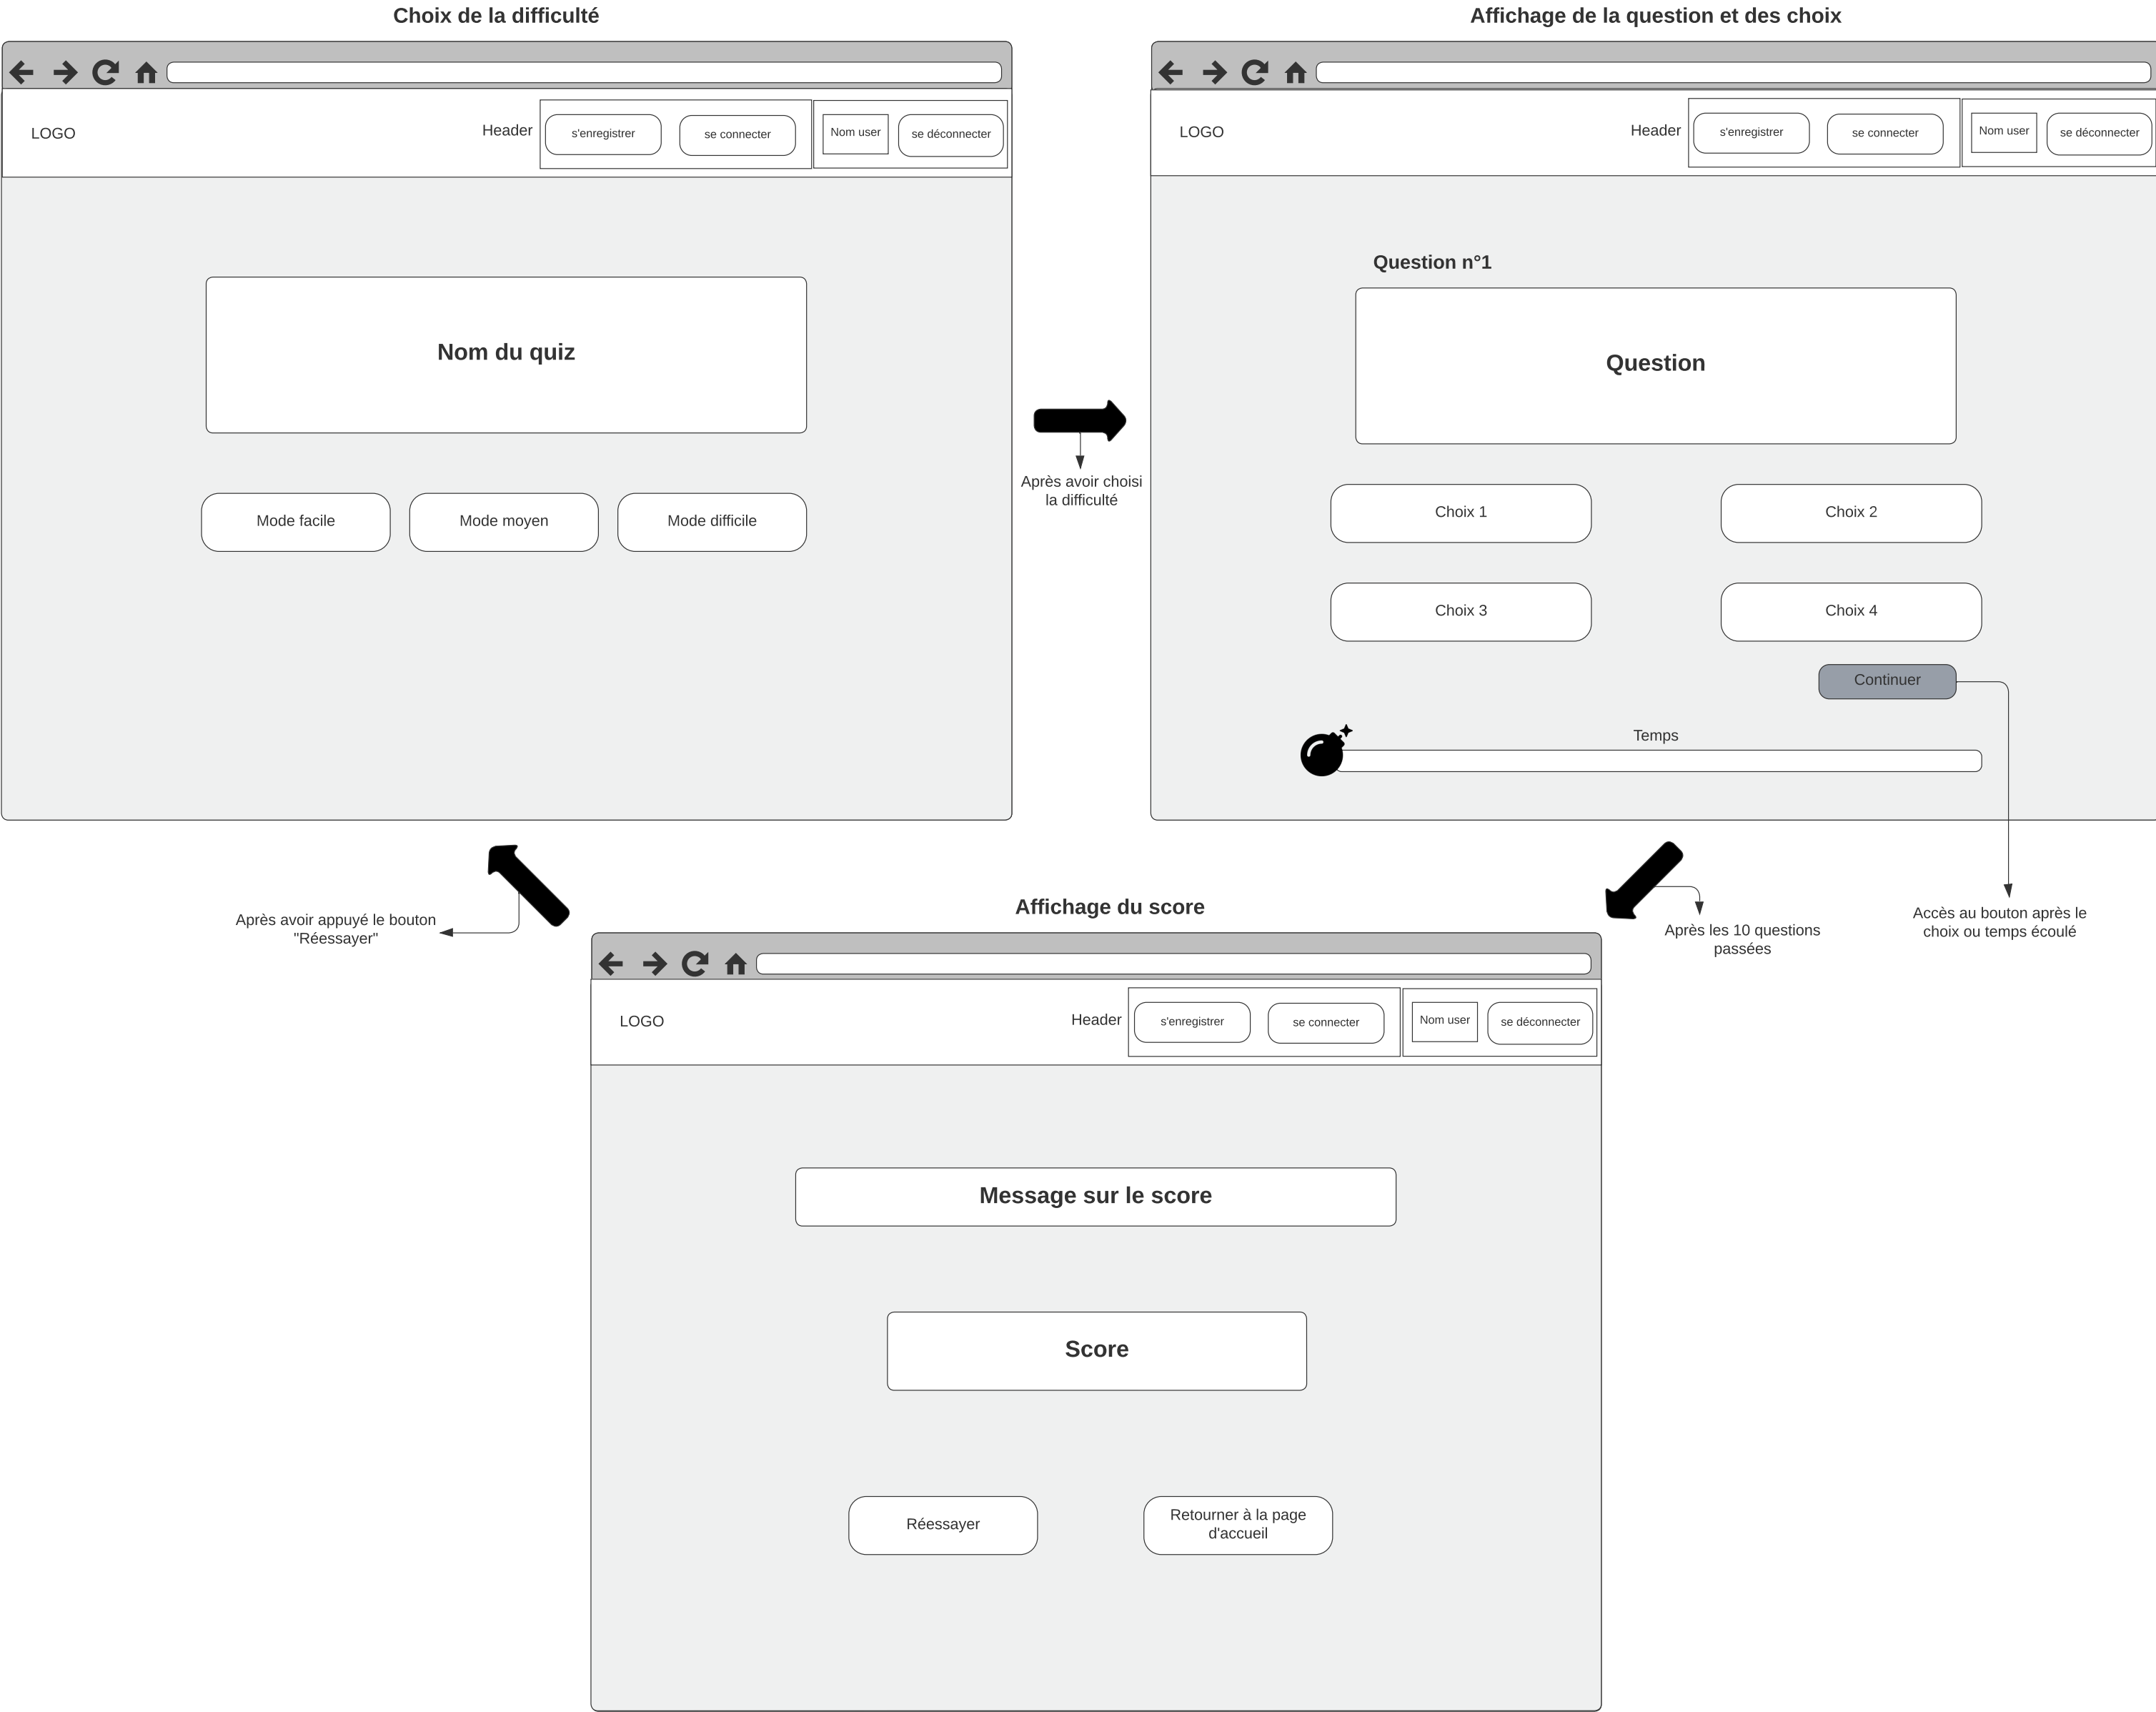 Choix de la difficulté
LOGO
Header
s'enregistrer
se connecter
Nom user
se déconnecter
Nom du quiz
Mode facile
Mode moyen
Mode difficile
Après avoir choisi
la difficulté
Affichage de la question et des choix
LOGO
Header
s'enregistrer
se connecter
Nom user
se déconnecter
Question n°1
Question
Choix 1
Choix 2
Choix 3
Choix 4
Continuer
Temps
Accès au bouton après le
choix ou temps écoulé
Après les 10 questions
passées
Affichage du score
LOGO
Header
s'enregistrer
se connecter
Nom user
se déconnecter
Message sur le score
Score
Réessayer
Retourner à la page
d'accueil
Après avoir appuyé le bouton
"Réessayer"